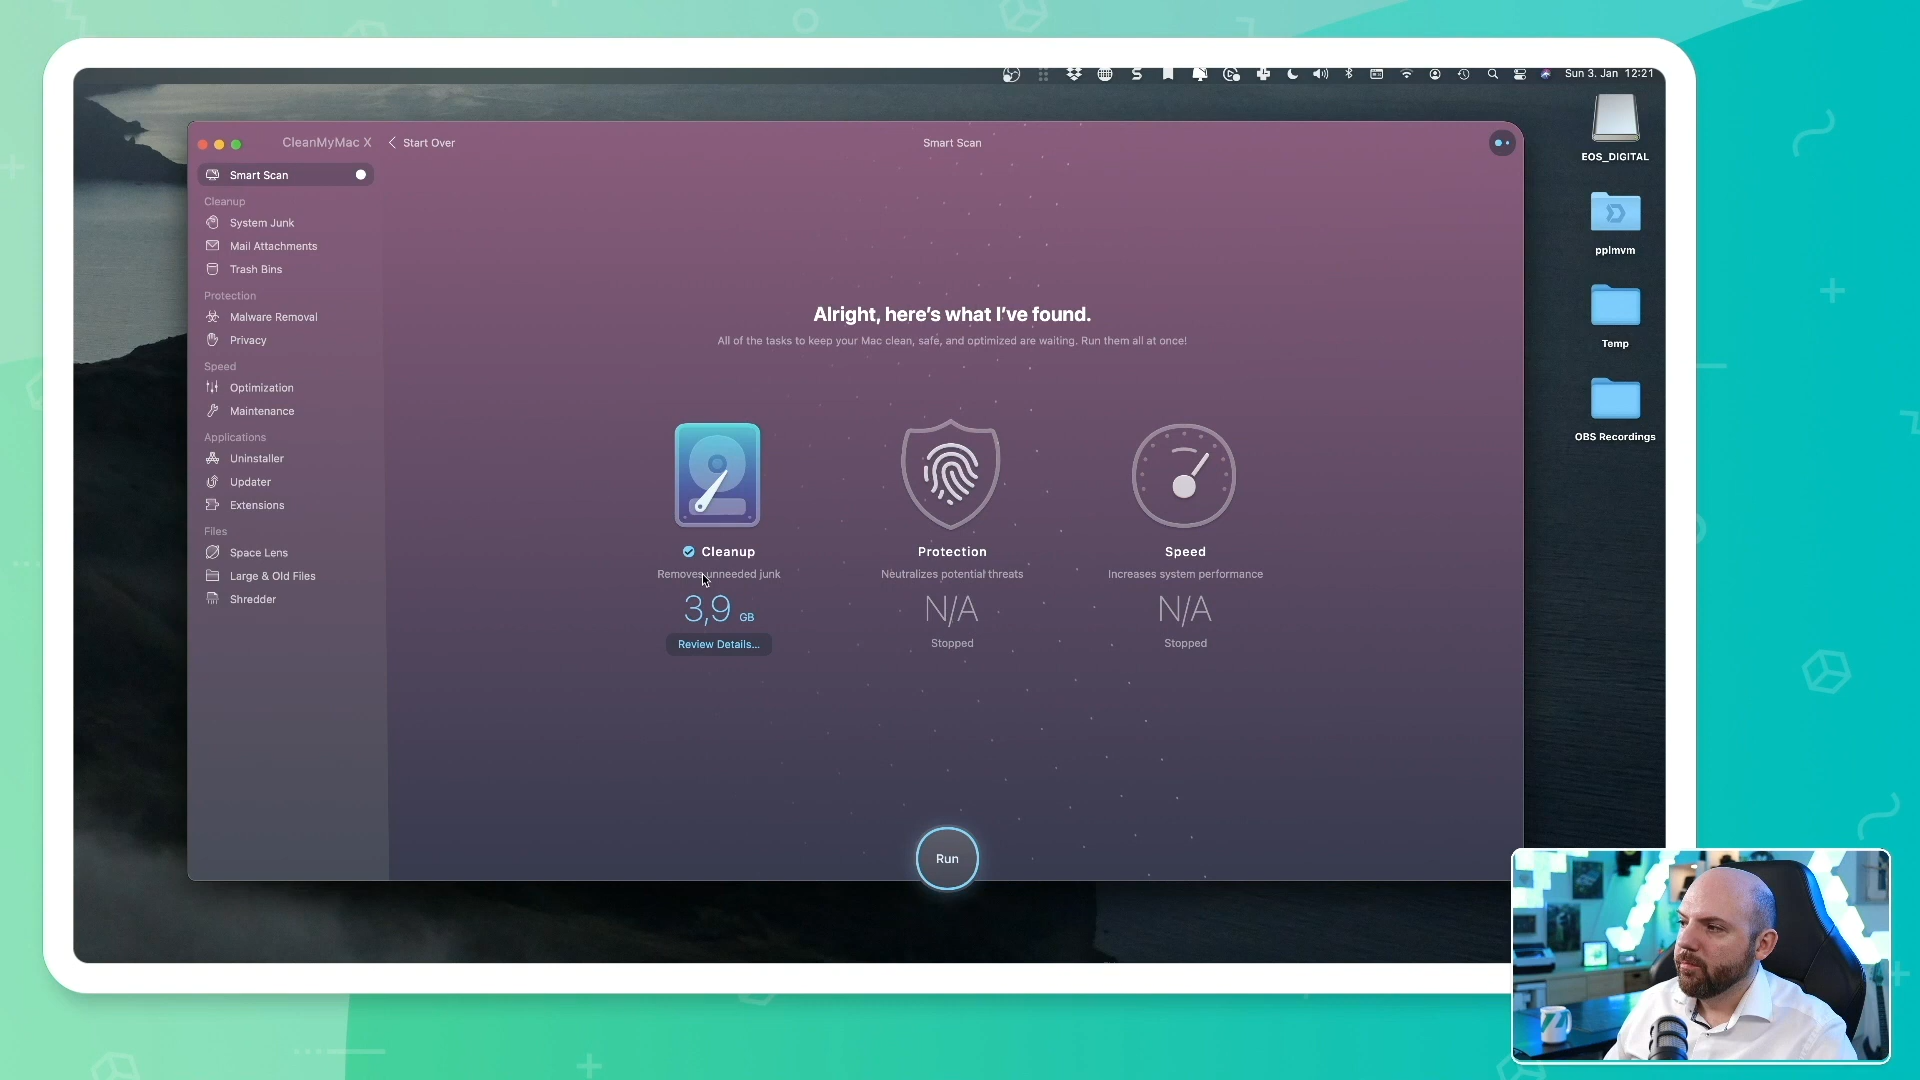 Sun 3. Jan 12:21
EOS_DIGITAL
pplmvm
Temp
OBS Recordings
CleanMyMac X
Start Over
Smart Scan
Smart Scan
Cleanup
System Junk
Mail Attachments
Trash Bins
Protection
Malware Removal
Privacy
Speed
Optimization
Maintenance
Applications
Uninstaller
Updater
Extensions
Files
Space Lens
Large & Old Files
Shredder
Alright, here's what I've found.
All of the tasks to keep your Mac clean, safe, and optimized are waiting. Run them all at once!
Cleanup
Removes unneeded junk
3,9 GB
Review Details...
Protection
Neutralizes potential threats
N/A
Stopped
Speed
Increases system performance
N/A
Stopped
Run